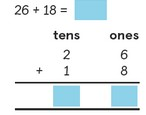 26 + 18 =
tens ones
2 6
+ 1 8